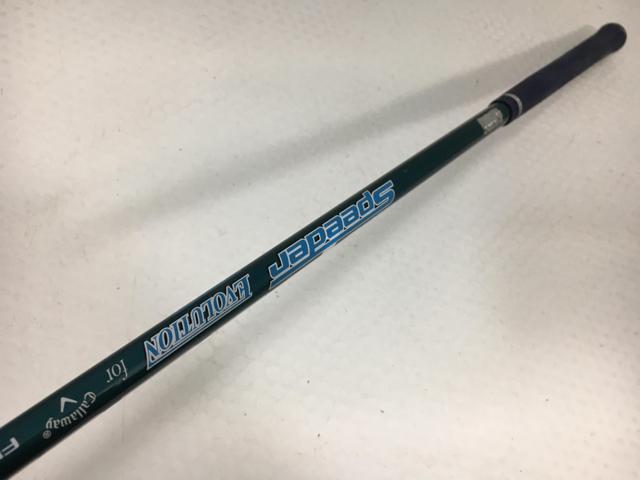 Speeder
EVOLUTION
for
Callaway®